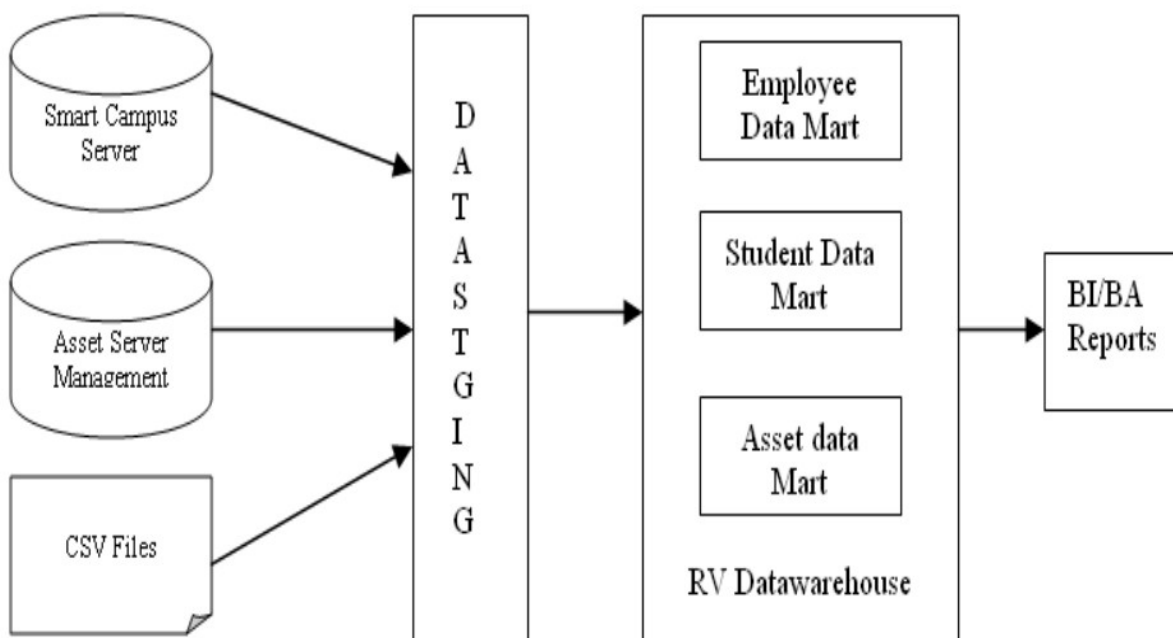 Smart Campus
Server
Asset Server
Management
CSV Files
D
A
T
A
S
T
G
I
N
G
Employee
Data Mart
Student Data
Mart
Asset data
Mart
RV Datawarehouse
BI/BA
Reports